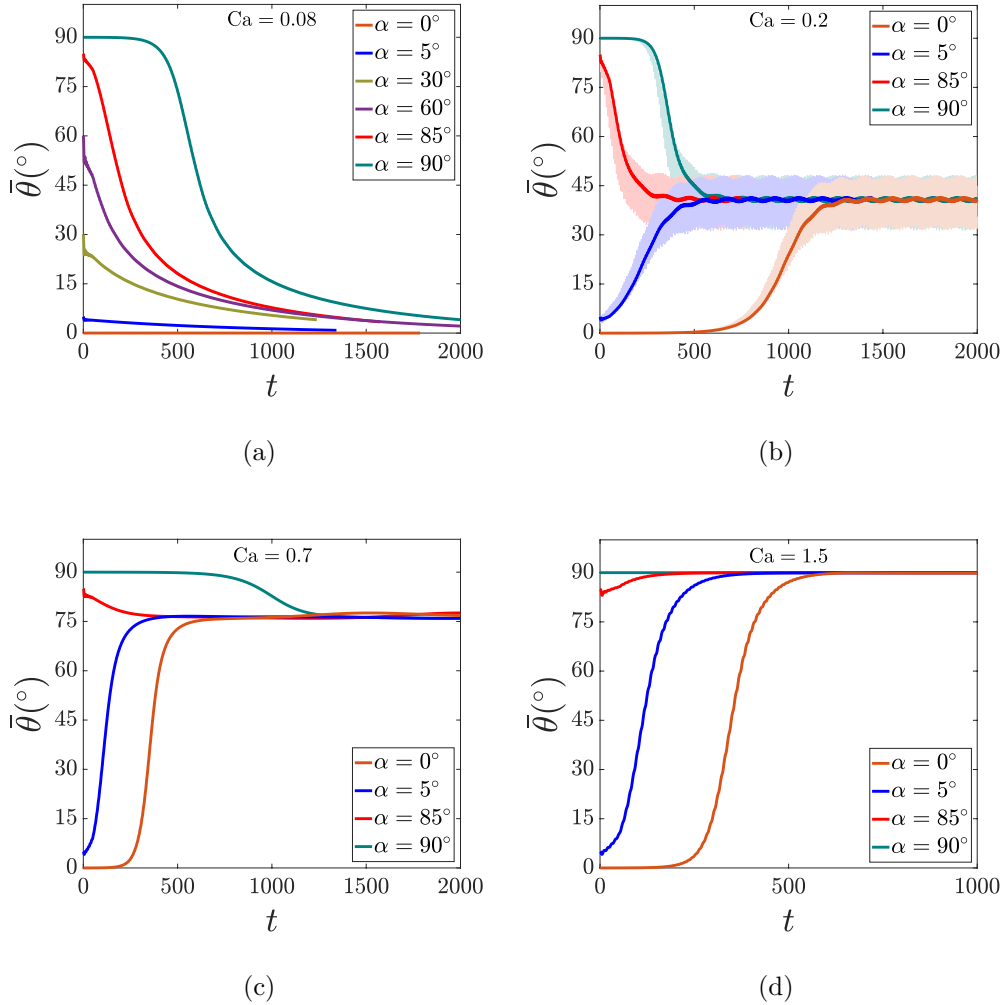 Ca = 0.08
90
75
60
45
30
15
0
θ̄(°)
0 500 1000 1500 2000
t
α = 0°
α = 5°
α = 30°
α = 60°
α = 85°
α = 90°
(a)
Ca = 0.2
90
75
60
45
30
15
0
θ̄(°)
0 500 1000 1500 2000
t
α = 0°
α = 5°
α = 85°
α = 90°
(b)
Ca = 0.7
90
75
60
45
30
15
0
θ̄(°)
0 500 1000 1500 2000
t
α = 0°
α = 5°
α = 85°
α = 90°
(c)
Ca = 1.5
90
75
60
45
30
15
0
θ̄(°)
0 500 1000
t
α = 0°
α = 5°
α = 85°
α = 90°
(d)